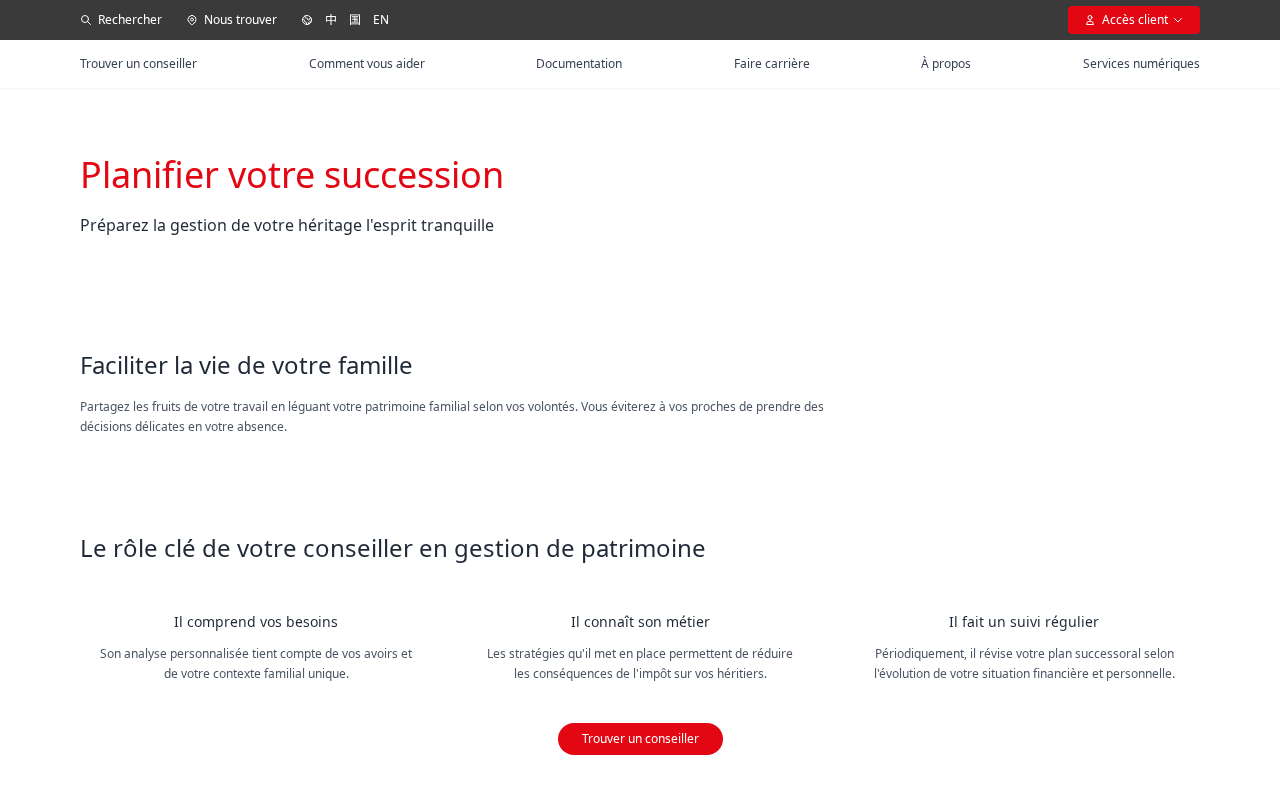 Rechercher
Nous trouver
中
国
EN
Accès client
Trouver un conseiller
Comment vous aider
Documentation
Faire carrière
À propos
Services numériques
Planifier votre succession
Préparez la gestion de votre héritage l'esprit tranquille
Faciliter la vie de votre famille
Partagez les fruits de votre travail en léguant votre patrimoine familial selon vos volontés. Vous éviterez à vos proches de prendre des
décisions délicates en votre absence.
Le rôle clé de votre conseiller en gestion de patrimoine
Il comprend vos besoins
Son analyse personnalisée tient compte de vos avoirs et
de votre contexte familial unique.
Il connaît son métier
Les stratégies qu'il met en place permettent de réduire
les conséquences de l'impôt sur vos héritiers.
Il fait un suivi régulier
Périodiquement, il révise votre plan successoral selon
l'évolution de votre situation financière et personnelle.
Trouver un conseiller